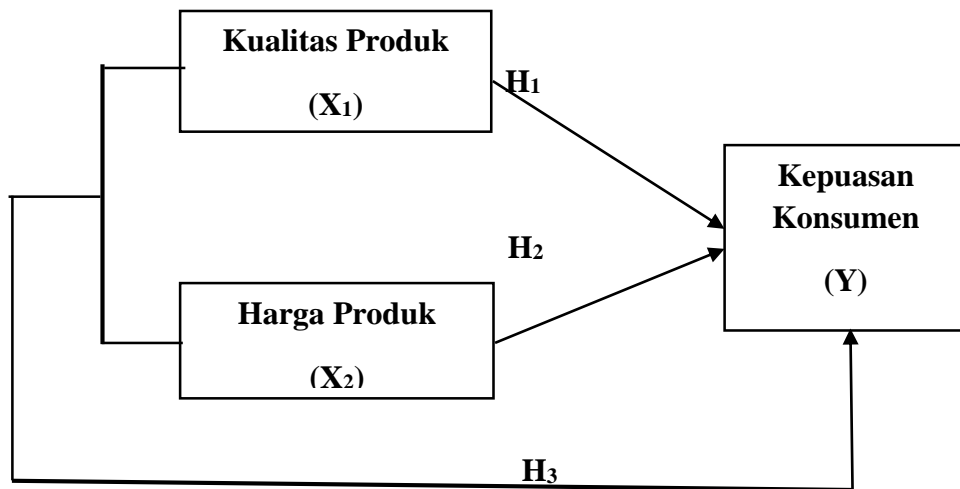 Kualitas Produk
(X₁)
H₁
Kepuasan
Konsumen
(Y)
H₂
Harga Produk
(X₂)
H₃